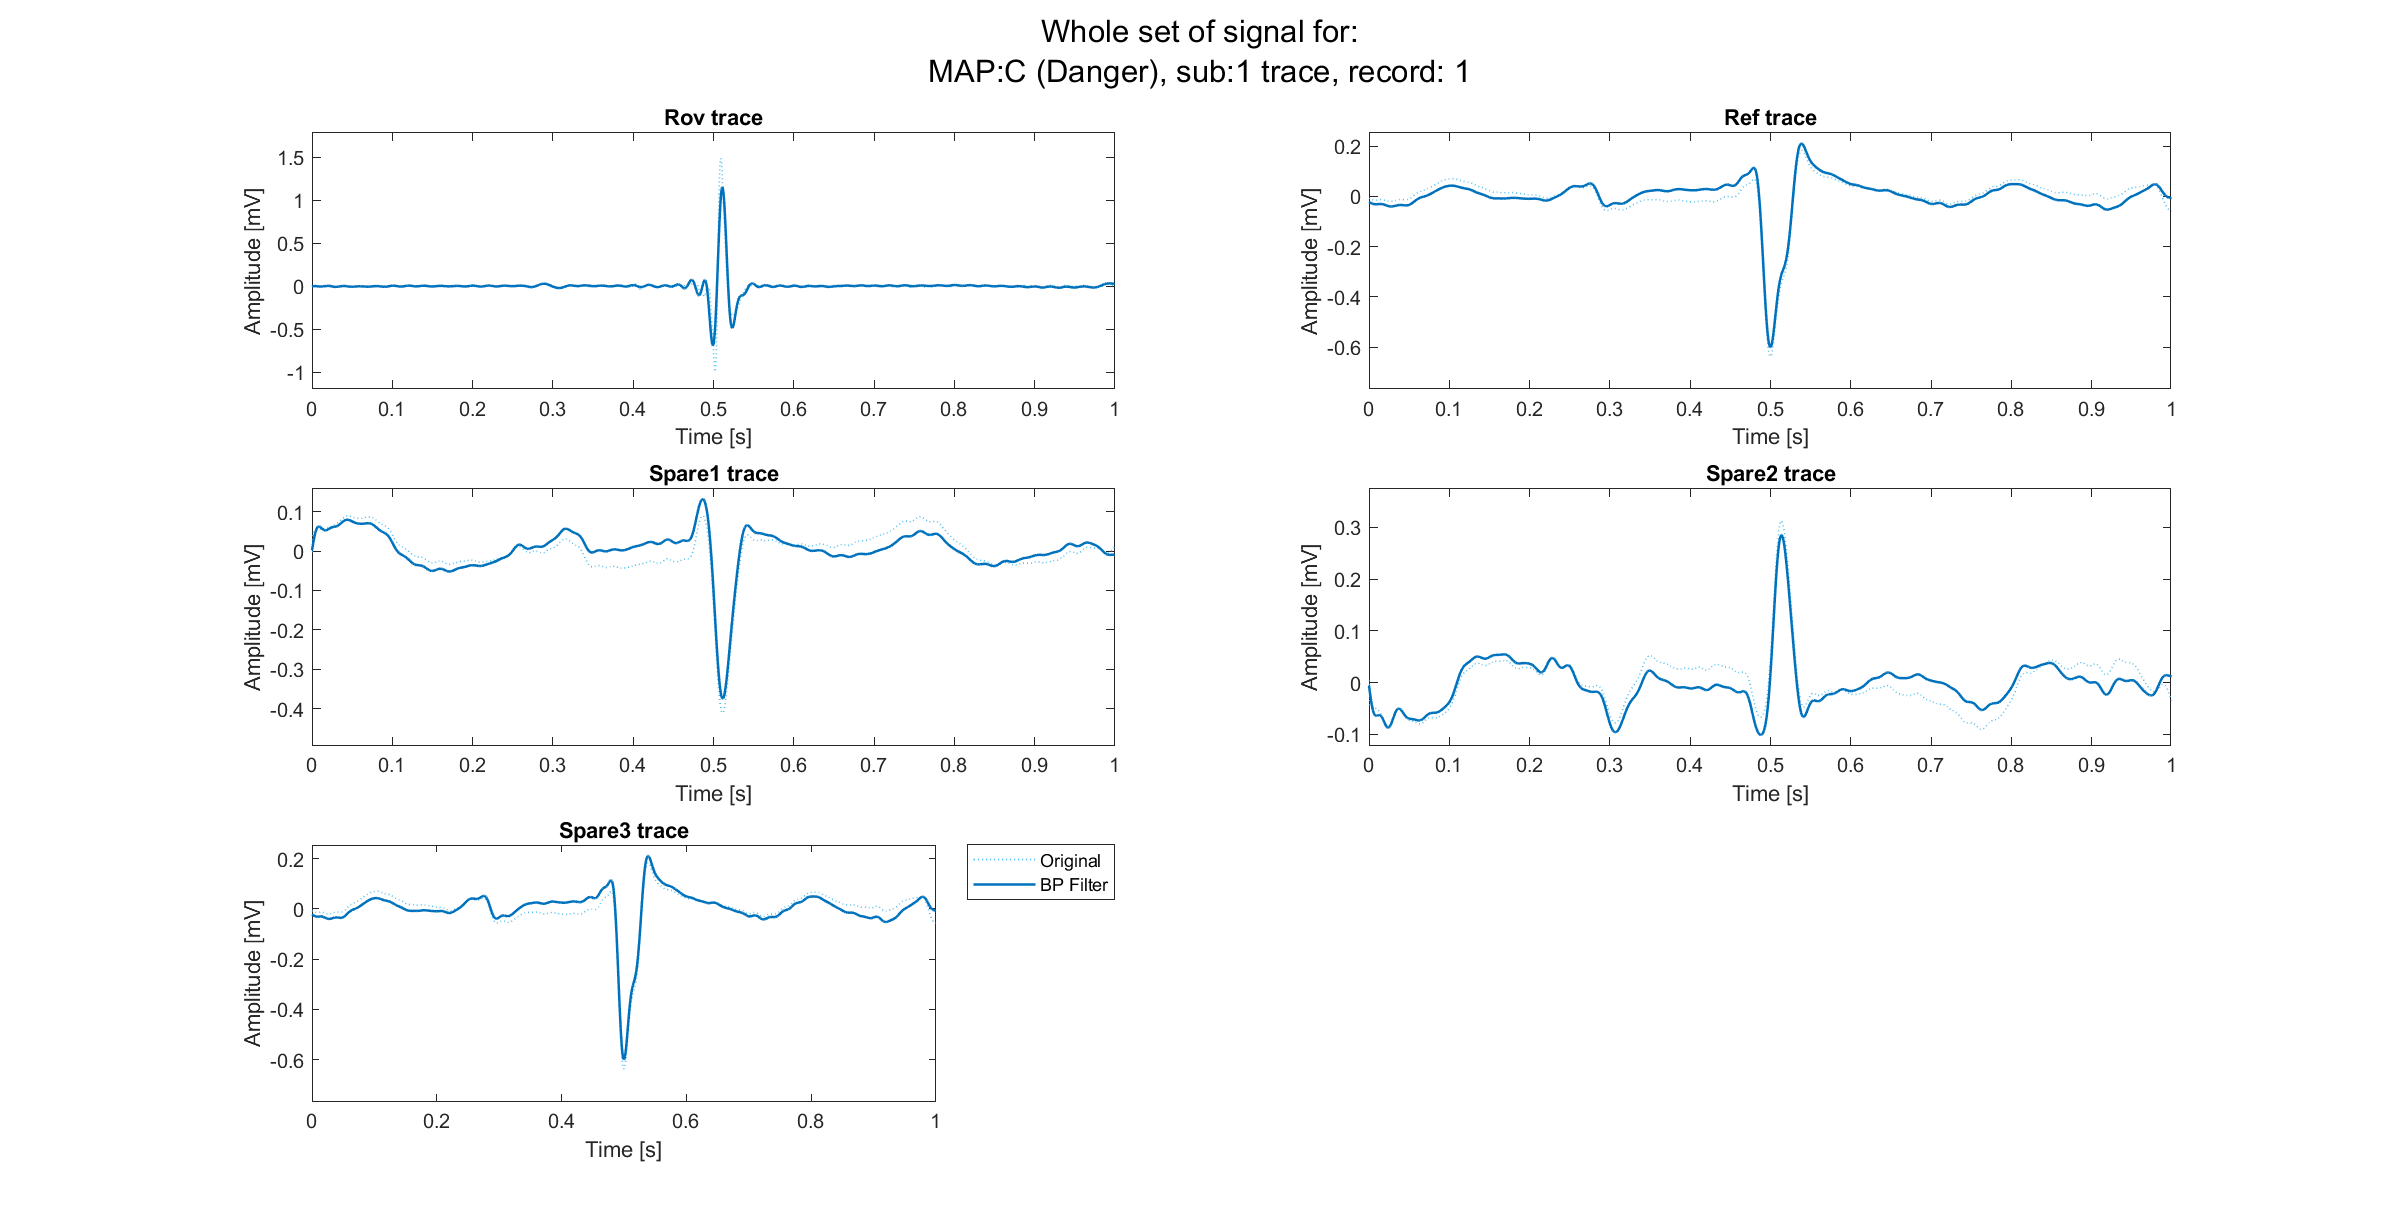 Whole set of signal for:
MAP:C (Danger), sub:1 trace, record: 1
Rov trace
Amplitude [mV]
1.5
1
0.5
0
-0.5
-1
0 0.1 0.2 0.3 0.4 0.5 0.6 0.7 0.8 0.9 1
Time [s]
Ref trace
Amplitude [mV]
0.2
0
-0.2
-0.4
-0.6
0 0.1 0.2 0.3 0.4 0.5 0.6 0.7 0.8 0.9 1
Time [s]
Spare1 trace
Amplitude [mV]
0.1
0
-0.1
-0.2
-0.3
-0.4
0 0.1 0.2 0.3 0.4 0.5 0.6 0.7 0.8 0.9 1
Time [s]
Spare2 trace
Amplitude [mV]
0.3
0.2
0.1
0
-0.1
0 0.1 0.2 0.3 0.4 0.5 0.6 0.7 0.8 0.9 1
Time [s]
Spare3 trace
Amplitude [mV]
0.2
0
-0.2
-0.4
-0.6
0 0.2 0.4 0.6 0.8 1
Time [s]
Original
BP Filter